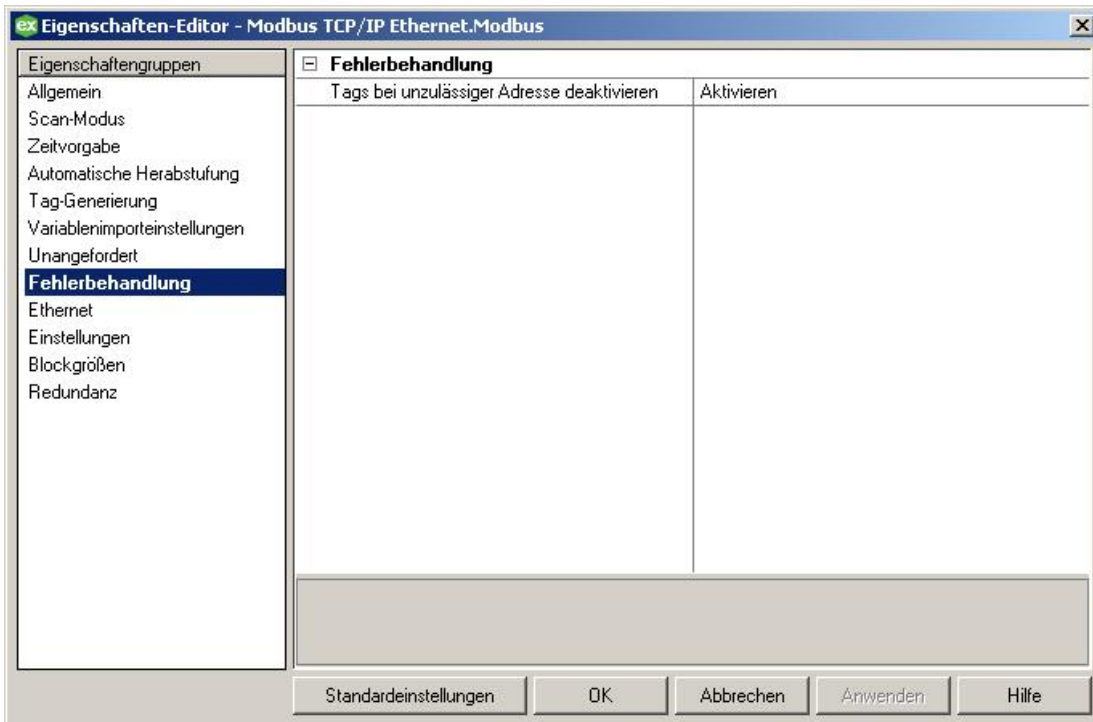 ex Eigenschaften-Editor - Modbus TCP/IP Ethernet.Modbus
Eigenschaftengruppen
Allgemein
Scan-Modus
Zeitvorgabe
Automatische Herabstufung
Tag-Generierung
Variablenimporteinstellungen
Unangefordert
Fehlerbehandlung
Ethernet
Einstellungen
Blockgrößen
Redundanz
Fehlerbehandlung
Tags bei unzulässiger Adresse deaktivieren Aktivieren
Standardeinstellungen OK Abbrechen Anwenden Hilfe